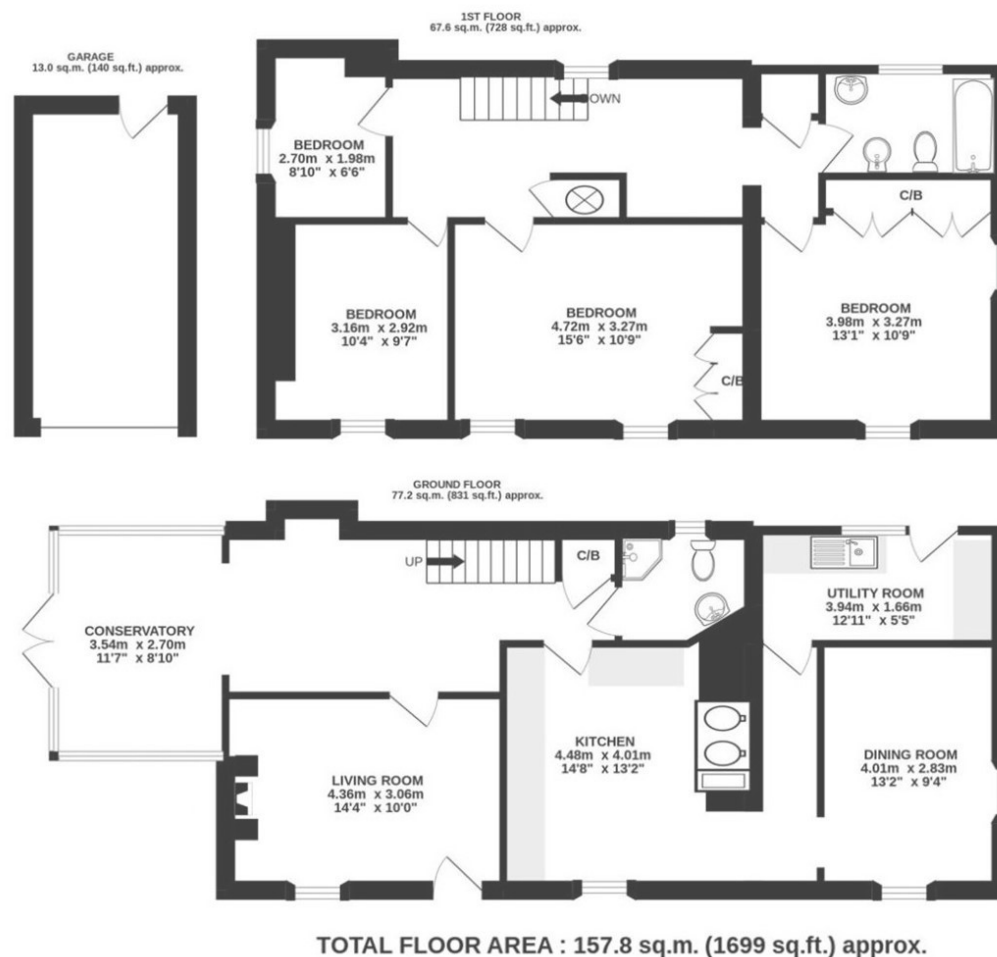 1ST FLOOR
67.6 sq.m. (728 sq.ft.) approx.
GARAGE
13.0 sq.m. (140 sq.ft.) approx.
DOWN
BEDROOM
2.70m x 1.98m
8'10" x 6'6"
C/B
BEDROOM
3.16m x 2.92m
10'4" x 9'7"
BEDROOM
4.72m x 3.27m
15'6" x 10'9"
BEDROOM
3.98m x 3.27m
13'1" x 10'9"
C/B
GROUND FLOOR
77.2 sq.m. (831 sq.ft.) approx.
UP
C/B
UTILITY ROOM
3.94m x 1.66m
12'11" x 5'5"
CONSERVATORY
3.54m x 2.70m
11'7" x 8'10"
KITCHEN
4.48m x 4.01m
14'8" x 13'2"
DINING ROOM
4.01m x 2.83m
13'2" x 9'4"
LIVING ROOM
4.36m x 3.06m
14'4" x 10'0"
TOTAL FLOOR AREA : 157.8 sq.m. (1699 sq.ft.) approx.